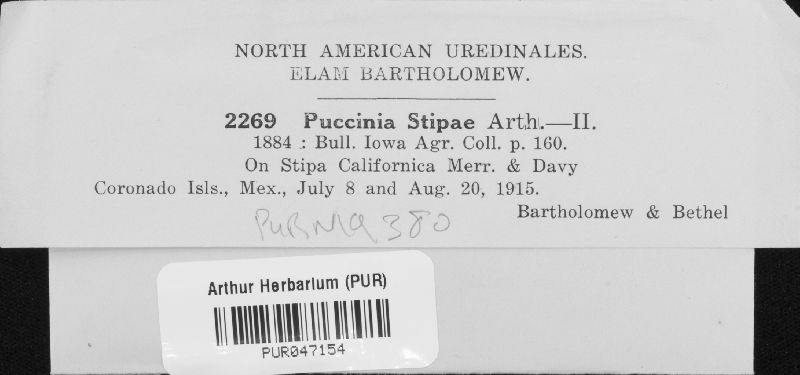 NORTH AMERICAN UREDINALES.
ELAM BARTHOLOMEW.
2269 Puccinia Stipae Arth.—II.
1884 : Bull. Iowa Agr. Coll. p. 160.
On Stipa Californica Merr. & Davy
Coronado Isls., Mex., July 8 and Aug. 20, 1915.
Bartholomew & Bethel
380
Arthur Herbarium (PUR)
PUR047154